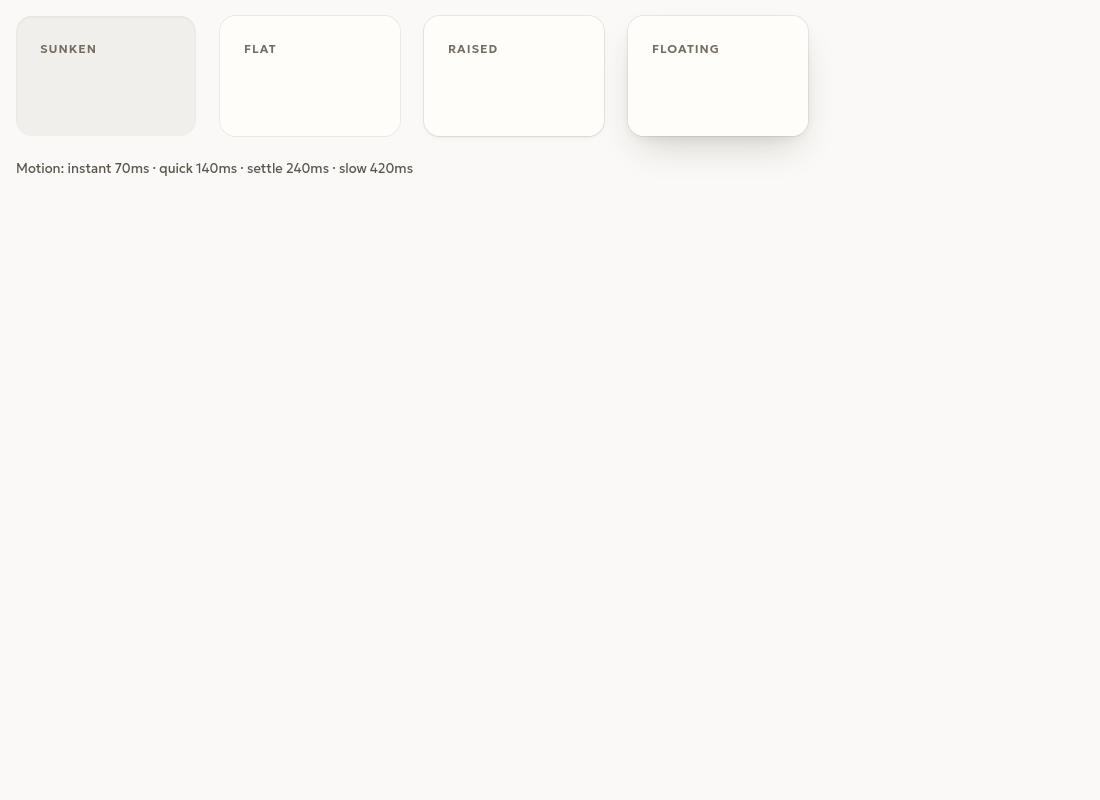 SUNKEN
FLAT
RAISED
FLOATING
Motion: instant 70ms · quick 140ms · settle 240ms · slow 420ms